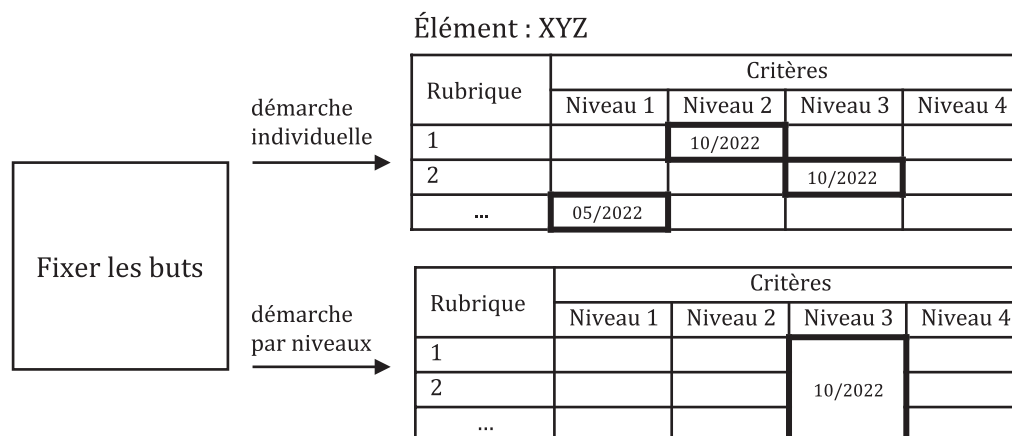 Élément : XYZ
Rubrique
Critères
Niveau 1 Niveau 2 Niveau 3 Niveau 4
1 10/2022
2 10/2022
... 05/2022
démarche
individuelle
Fixer les buts
démarche
par niveaux
Rubrique
Critères
Niveau 1 Niveau 2 Niveau 3 Niveau 4
1
2 10/2022
...